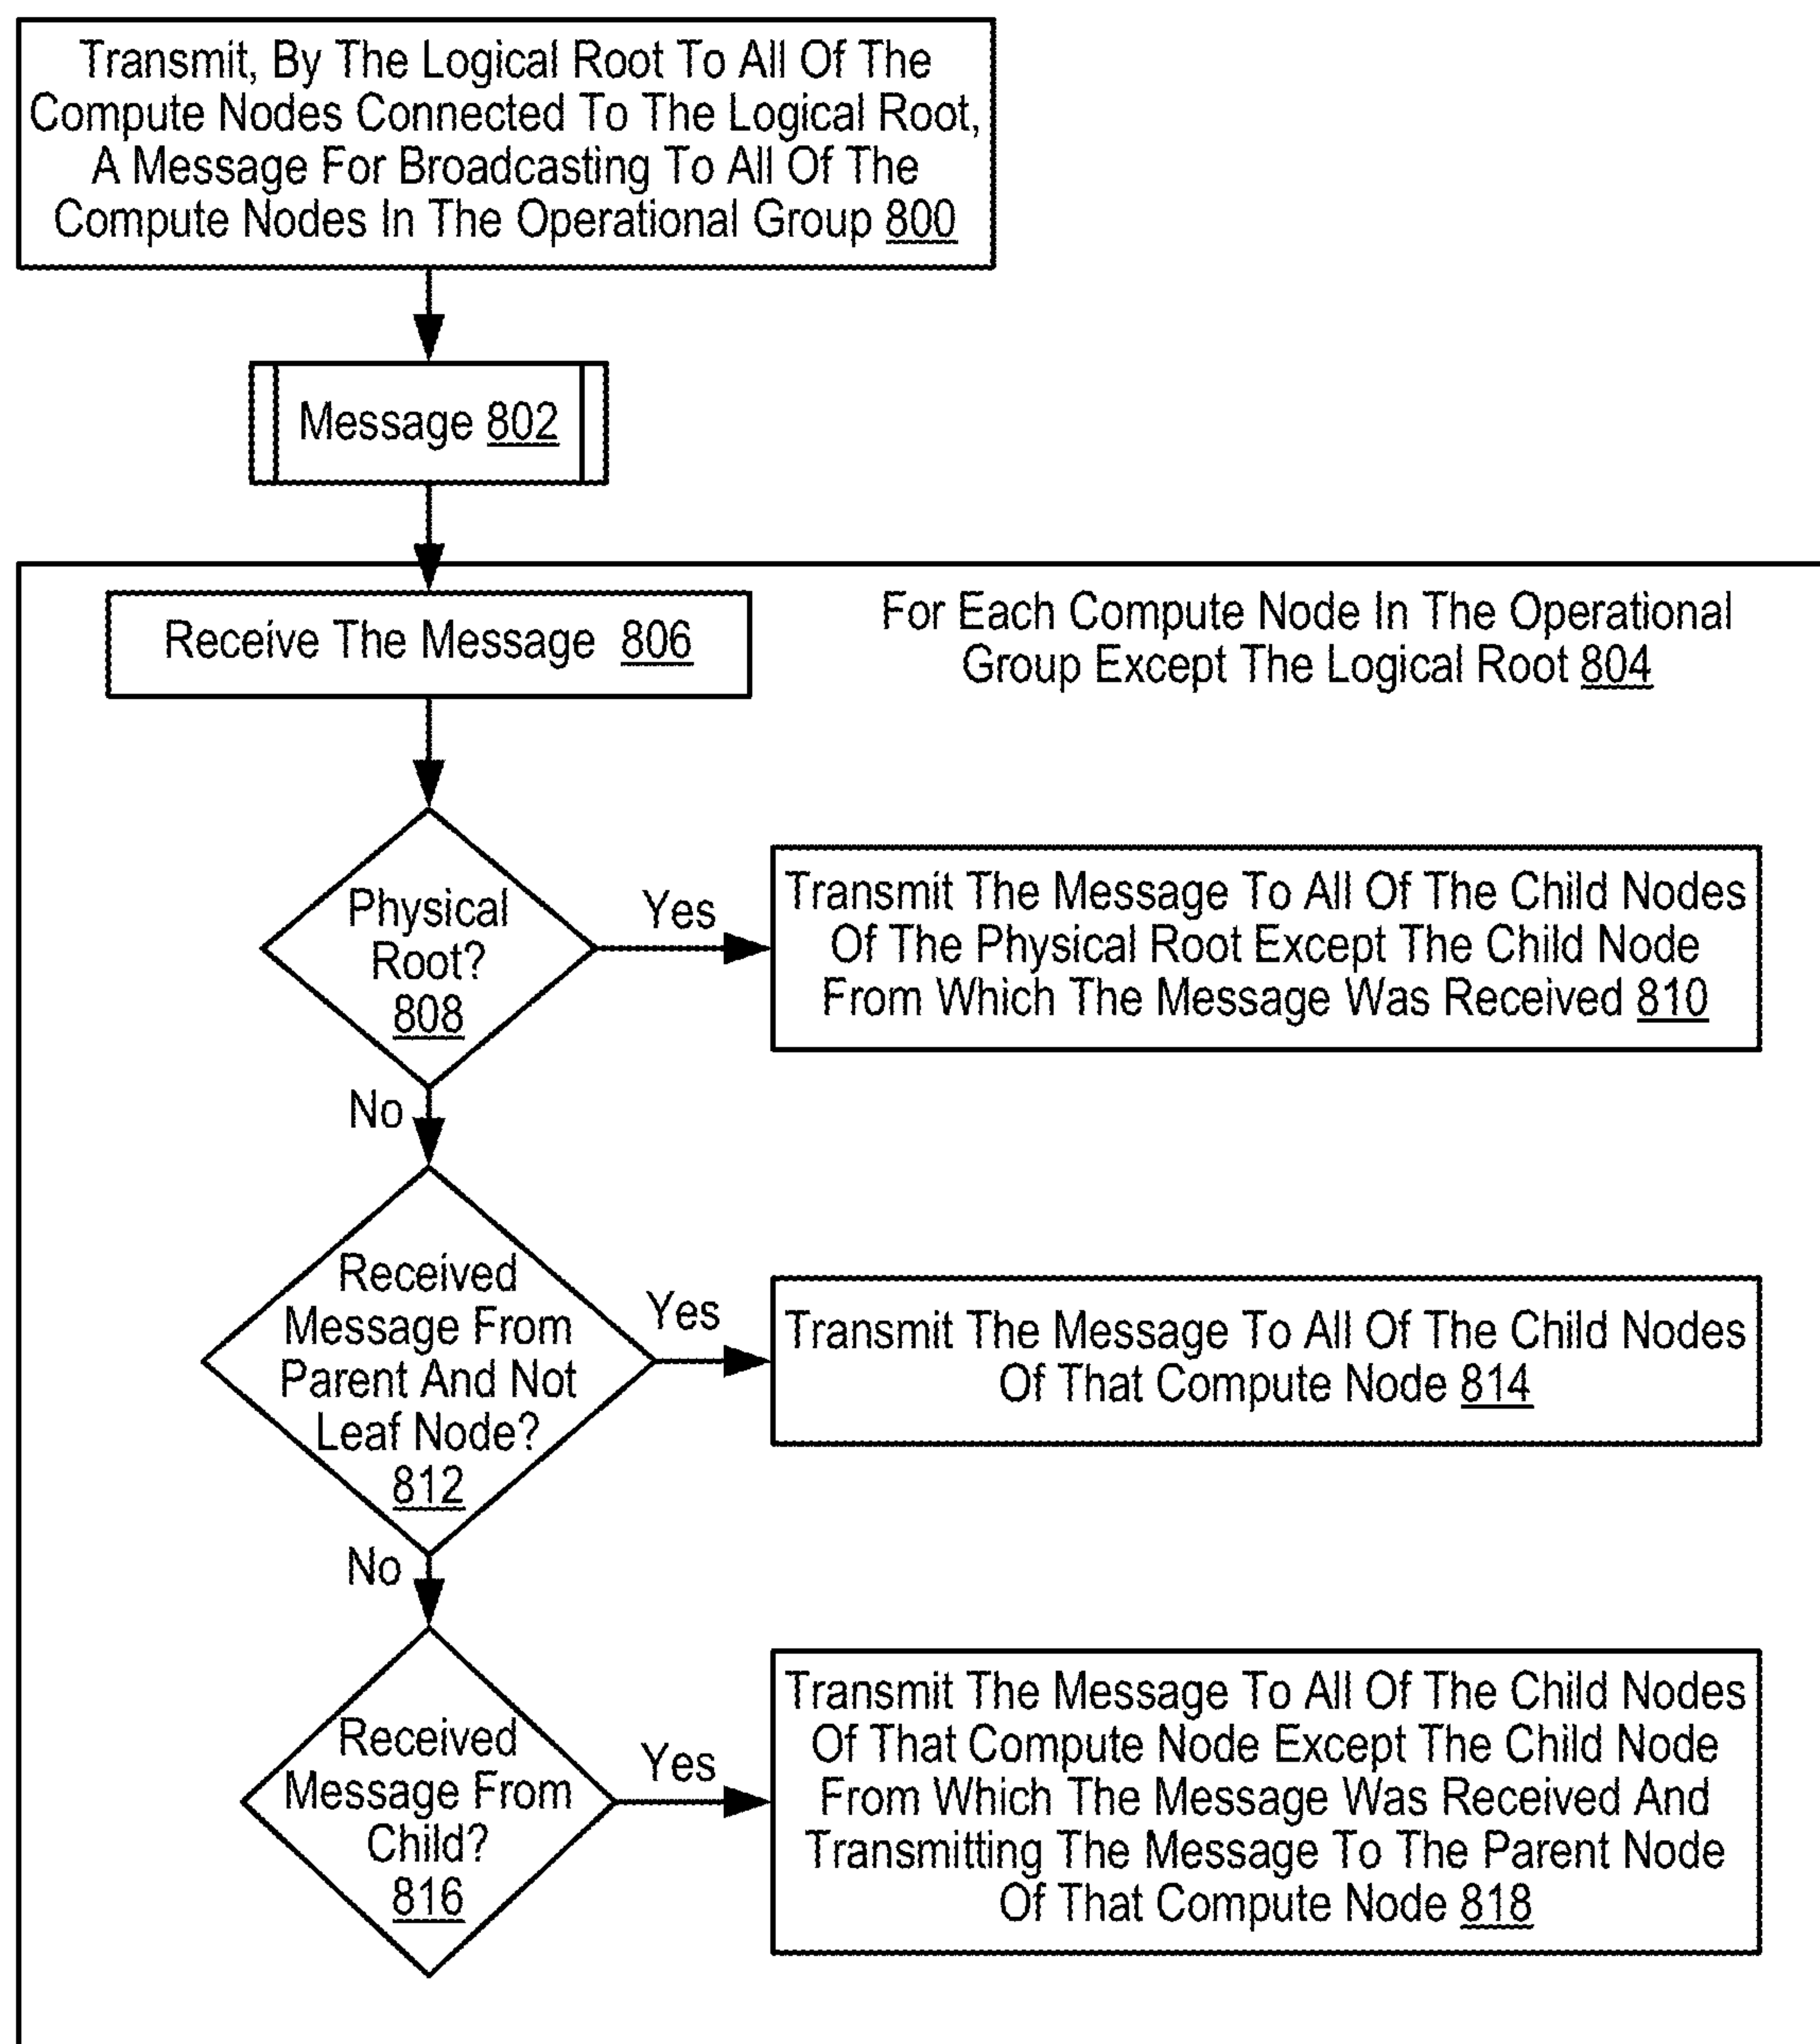 Transmit, By The Logical Root To All Of The
Compute Nodes Connected To The Logical Root,
A Message For Broadcasting To All Of The
Compute Nodes In The Operational Group 800
Message 802
Receive The Message 806
For Each Compute Node In The Operational
Group Except The Logical Root 804
Physical
Root?
808
Yes
Transmit The Message To All Of The Child Nodes
Of The Physical Root Except The Child Node
From Which The Message Was Received 810
No
Received
Message From
Parent And Not
Leaf Node?
812
Yes
Transmit The Message To All Of The Child Nodes
Of That Compute Node 814
No
Received
Message From
Child?
816
Yes
Transmit The Message To All Of The Child Nodes
Of That Compute Node Except The Child Node
From Which The Message Was Received And
Transmitting The Message To The Parent Node
Of That Compute Node 818